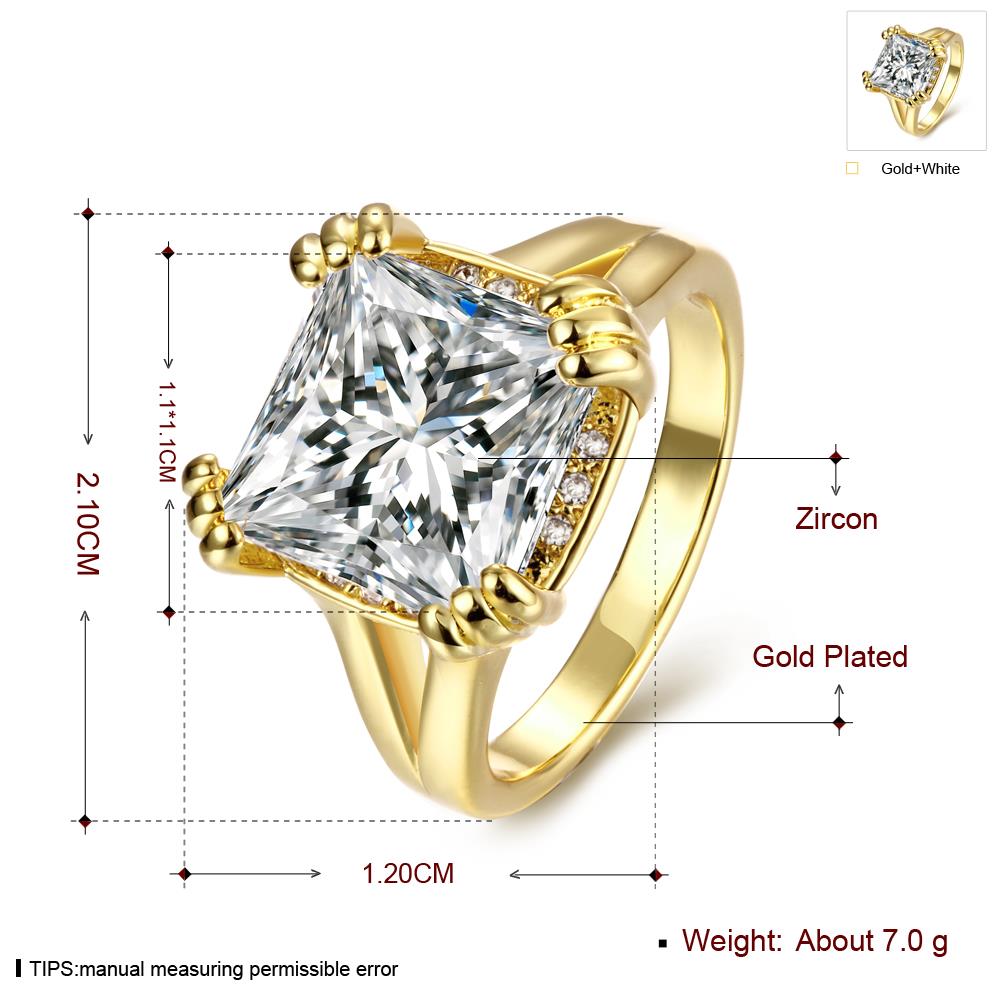 Gold+White
1.1*1.1CM
2.10CM
Zircon
Gold Plated
1.20CM
Weight: About 7.0 g
TIPS:manual measuring permissible error